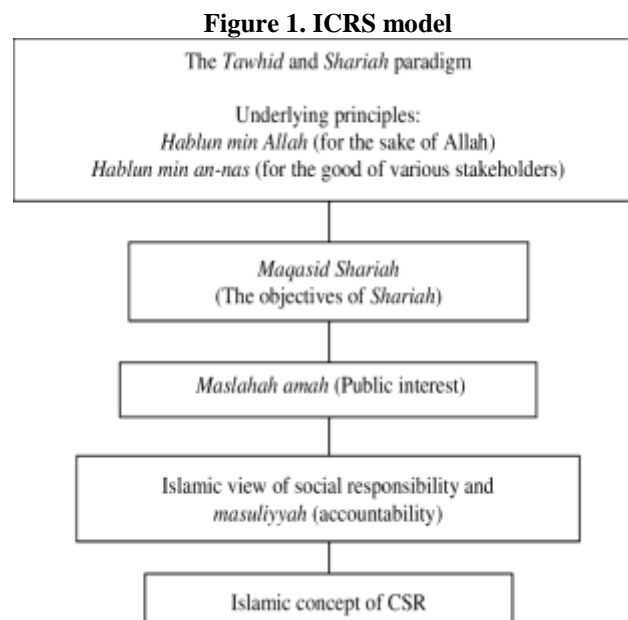 Figure 1. ICRS model
The Tawhid and Shariah paradigm
Underlying principles:
Hablun min Allah (for the sake of Allah)
Hablun min an-nas (for the good of various stakeholders)
Maqasid Shariah
(The objectives of Shariah)
Maslahah amah (Public interest)
Islamic view of social responsibility and
masuliyyah (accountability)
Islamic concept of CSR